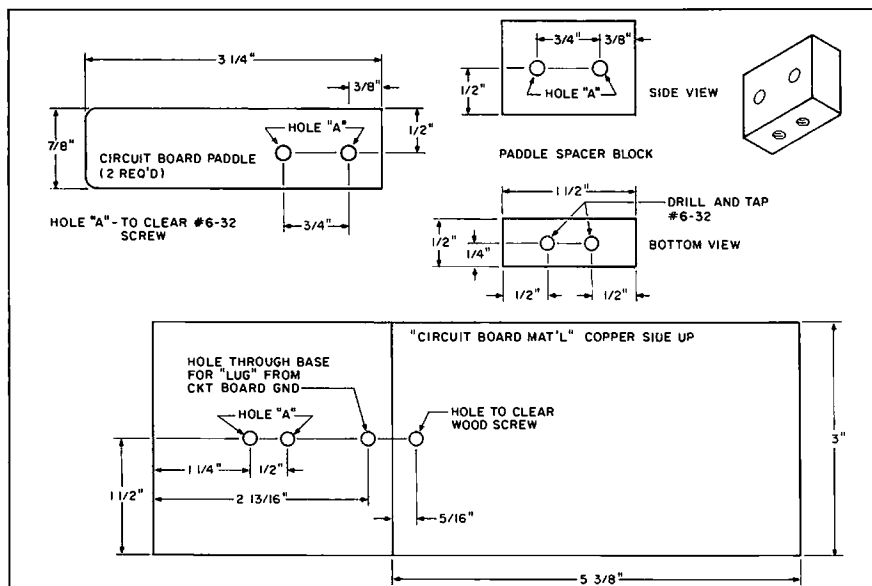 3 1/4"
3/8"
7/8"
HOLE "A"
1/2"
CIRCUIT BOARD PADDLE
(2 REQ'D)
3/4"
HOLE "A"-TO CLEAR #6-32
SCREW
3/4"
3/8"
1/2"
HOLE "A"
SIDE VIEW
PADDLE SPACER BLOCK
1 1/2"
DRILL AND TAP
#6-32
1/2"
1/4"
BOTTOM VIEW
1/2"
1/2"
"CIRCUIT BOARD MAT'L" COPPER SIDE UP
HOLE THROUGH BASE
FOR "LUG" FROM
CKT BOARD GND
HOLE "A"
HOLE TO CLEAR
WOOD SCREW
3"
1 1/4"
1/2"
1 1/2"
2 13/16"
5/16"
5 3/8"